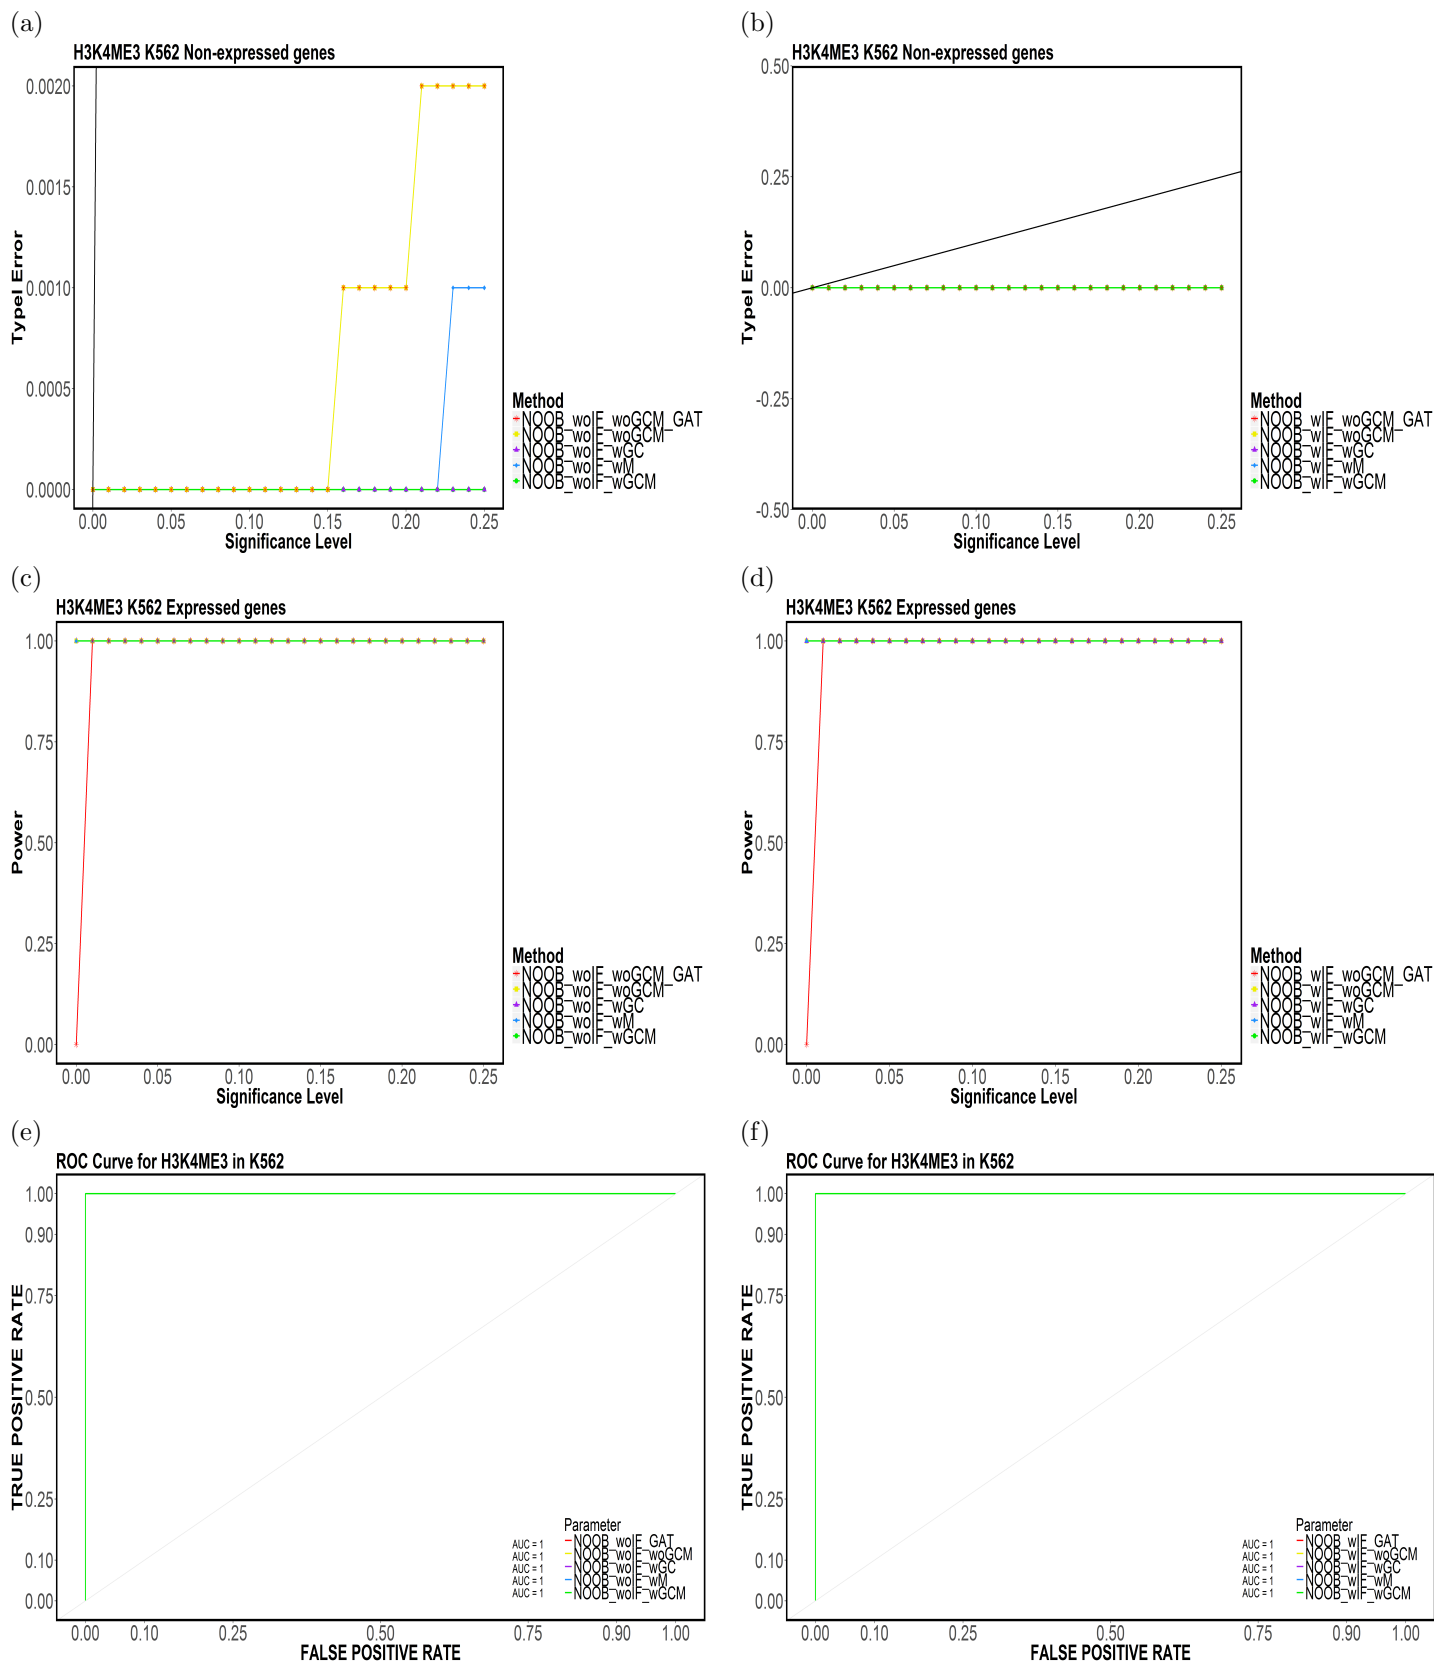 (a)
H3K4ME3 K562 Non-expressed genes
TypeI Error
0.0020
0.0015
0.0010
0.0005
0.0000
0.00 0.05 0.10 0.15 0.20 0.25
Significance Level
Method
NOOB_woIF_woGCM_GAT
NOOB_woIF_woGCM
NOOB_woIF_wGC
NOOB_woIF_wM
NOOB_woIF_wGCM
(b)
H3K4ME3 K562 Non-expressed genes
TypeI Error
0.50
0.25
0.00
-0.25
-0.50
0.00 0.05 0.10 0.15 0.20 0.25
Significance Level
Method
NOOB_wIF_woGCM_GAT
NOOB_wIF_woGCM
NOOB_wIF_wGC
NOOB_wIF_wM
NOOB_wIF_wGCM
(c)
H3K4ME3 K562 Expressed genes
Power
1.00
0.75
0.50
0.25
0.00
0.00 0.05 0.10 0.15 0.20 0.25
Significance Level
Method
NOOB_woIF_woGCM_GAT
NOOB_woIF_woGCM
NOOB_woIF_wGC
NOOB_woIF_wM
NOOB_woIF_wGCM
(d)
H3K4ME3 K562 Expressed genes
Power
1.00
0.75
0.50
0.25
0.00
0.00 0.05 0.10 0.15 0.20 0.25
Significance Level
Method
NOOB_wIF_woGCM_GAT
NOOB_wIF_woGCM
NOOB_wIF_wGC
NOOB_wIF_wM
NOOB_wIF_wGCM
(e)
ROC Curve for H3K4ME3 in K562
TRUE POSITIVE RATE
1.00
0.90
0.75
0.50
0.25
0.10
0.00
0.00 0.10 0.25 0.50 0.75 0.90 1.00
FALSE POSITIVE RATE
Parameter
AUC = 1 NOOB_woIF_GAT
AUC = 1 NOOB_woIF_woGCM
AUC = 1 NOOB_woIF_wGC
AUC = 1 NOOB_woIF_wM
AUC = 1 NOOB_woIF_wGCM
(f)
ROC Curve for H3K4ME3 in K562
TRUE POSITIVE RATE
1.00
0.90
0.75
0.50
0.25
0.10
0.00
0.00 0.10 0.25 0.50 0.75 0.90 1.00
FALSE POSITIVE RATE
Parameter
AUC = 1 NOOB_wIF_GAT
AUC = 1 NOOB_wIF_woGCM
AUC = 1 NOOB_wIF_wGC
AUC = 1 NOOB_wIF_wM
AUC = 1 NOOB_wIF_wGCM